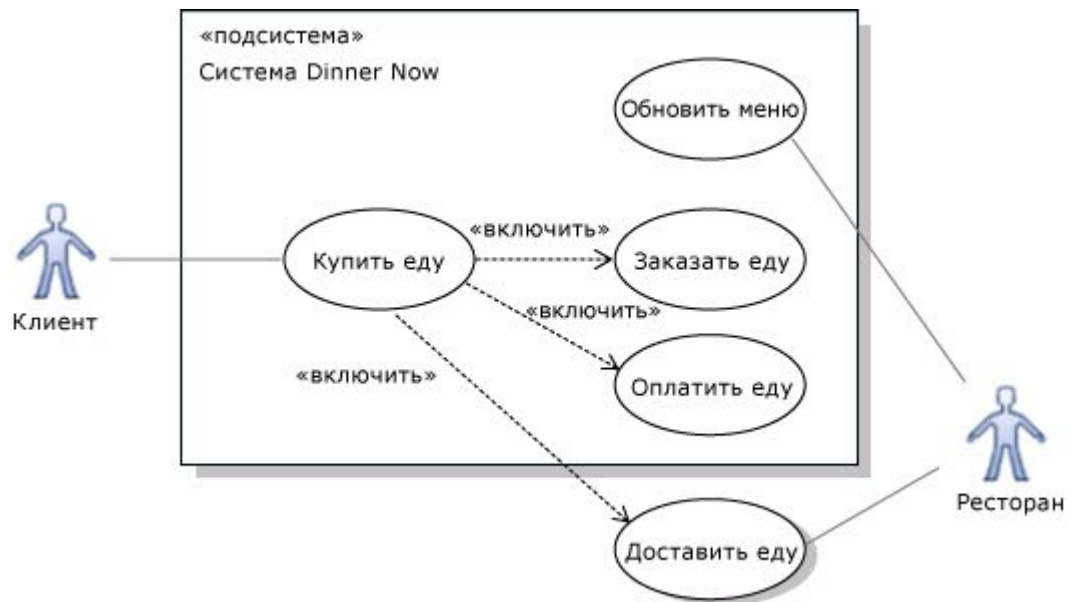 «подсистема»
Система Dinner Now
Обновить меню
«включить»
Купить еду
Заказать еду
«включить»
Клиент
«включить»
Оплатить еду
Ресторан
Доставить еду